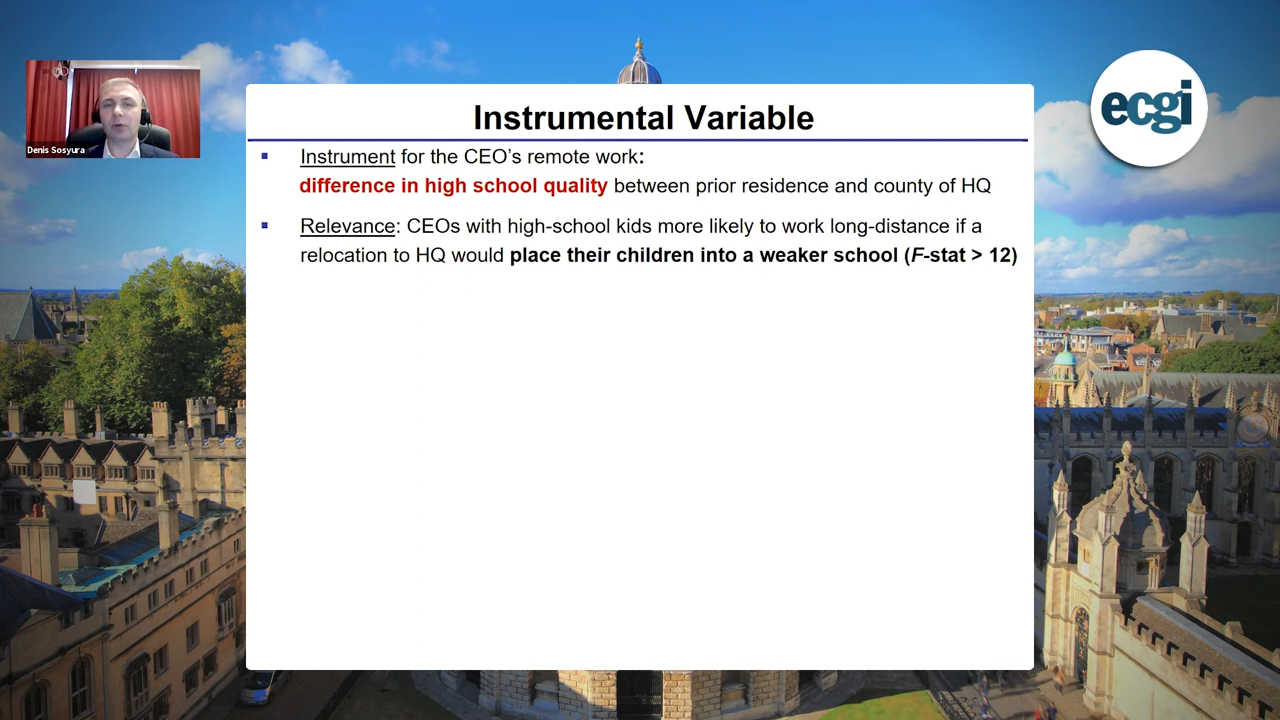 Denis Sosyura
ecgi
Instrumental Variable
Instrument for the CEO's remote work:
difference in high school quality between prior residence and county of HQ
Relevance: CEOs with high-school kids more likely to work long-distance if a
relocation to HQ would place their children into a weaker school (F-stat > 12)